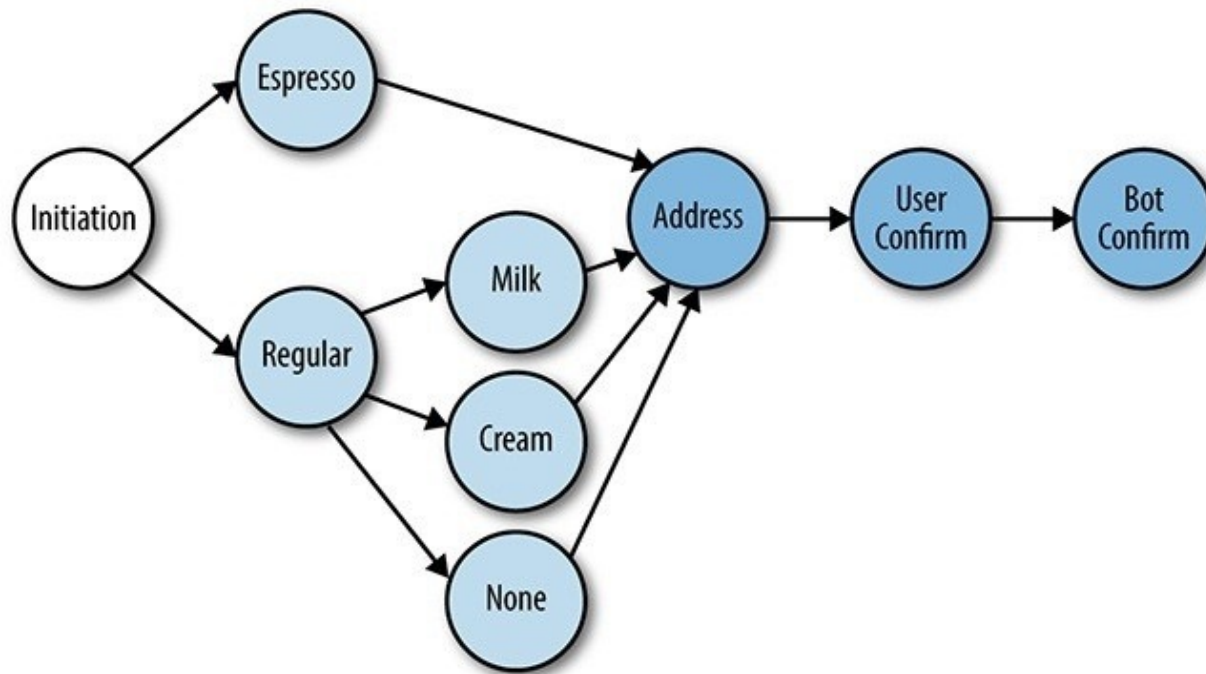 Espresso
Initiation
Regular
Milk
Cream
None
Address
User
Confirm
Bot
Confirm